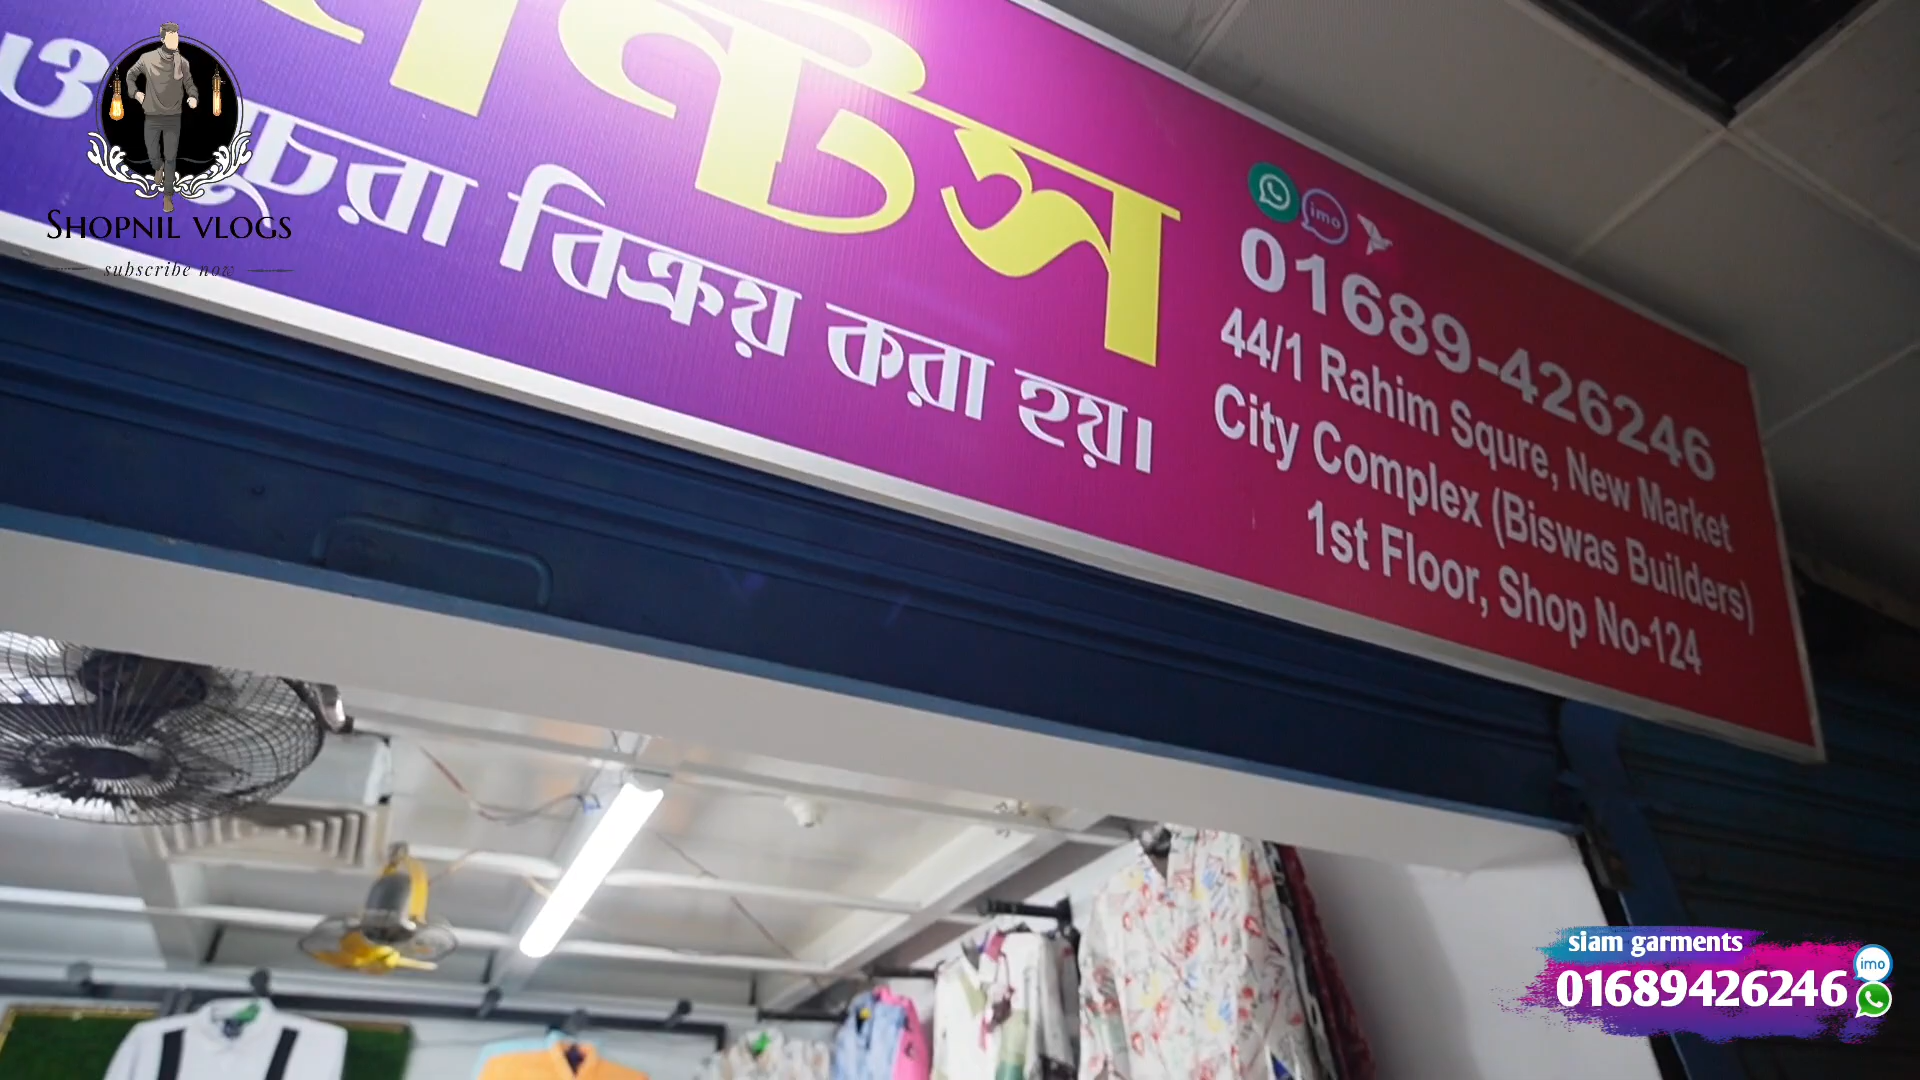 ও খুচরা বিক্রয় করা হয়।
imo
01689-426246
44/1 Rahim Squre, New Market
City Complex (Biswas Builders)
1st Floor, Shop No-124
SHOPNIL VLOGS
subscribe now
siam garments
01689426246
imo